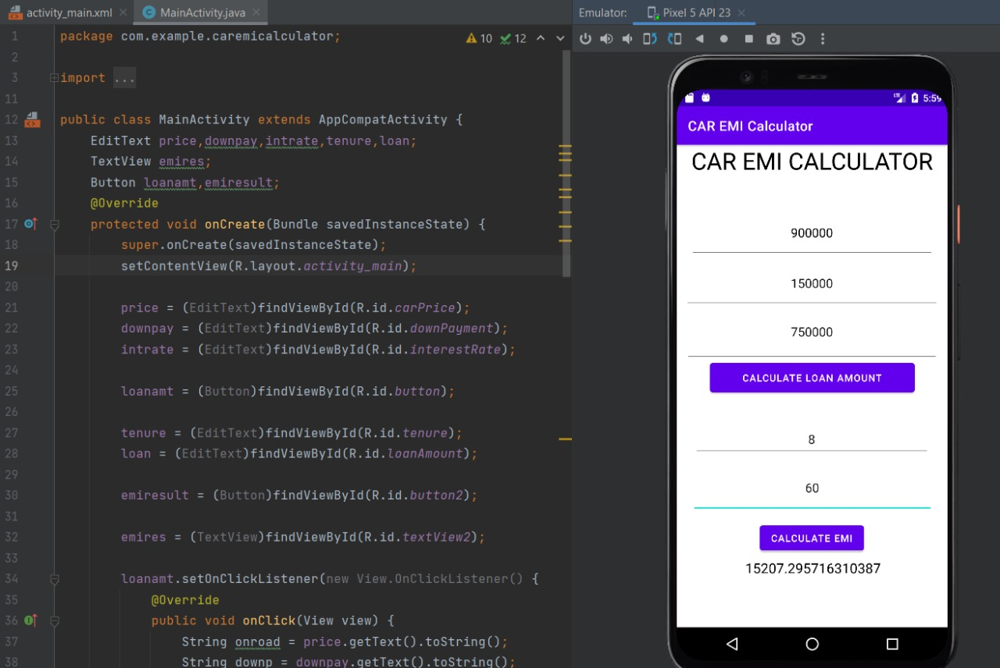 activity_main.xml
MainActivity.java
1 package com.example.caremicalculator;
10 12
2
3 import ...
11
12 public class MainActivity extends AppCompatActivity {
13 EditText price,downpay,intrate,tenure,loan;
14 TextView emires;
15 Button loanamt,emiresult;
16 @Override
17 protected void onCreate(Bundle savedInstanceState) {
18 super.onCreate(savedInstanceState);
19 setContentView(R.layout.activity_main);
20
21 price = (EditText)findViewById(R.id.carPrice);
22 downpay = (EditText)findViewById(R.id.downPayment);
23 intrate = (EditText)findViewById(R.id.interestRate);
24
25 loanamt = (Button)findViewById(R.id.button);
26
27 tenure = (EditText)findViewById(R.id.tenure);
28 loan = (EditText)findViewById(R.id.loanAmount);
29
30 emiresult = (Button)findViewById(R.id.button2);
31
32 emires = (TextView)findViewById(R.id.textView2);
33
34 loanamt.setOnClickListener(new View.OnClickListener() {
35 @Override
36 public void onClick(View view) {
37 String onroad = price.getText().toString();
38 String downp = downpay.getText().toString();
Emulator: Pixel 5 API 23
LTE 5:59
CAR EMI Calculator
CAR EMI CALCULATOR
900000
150000
750000
CALCULATE LOAN AMOUNT
8
60
CALCULATE EMI
15207.295716310387